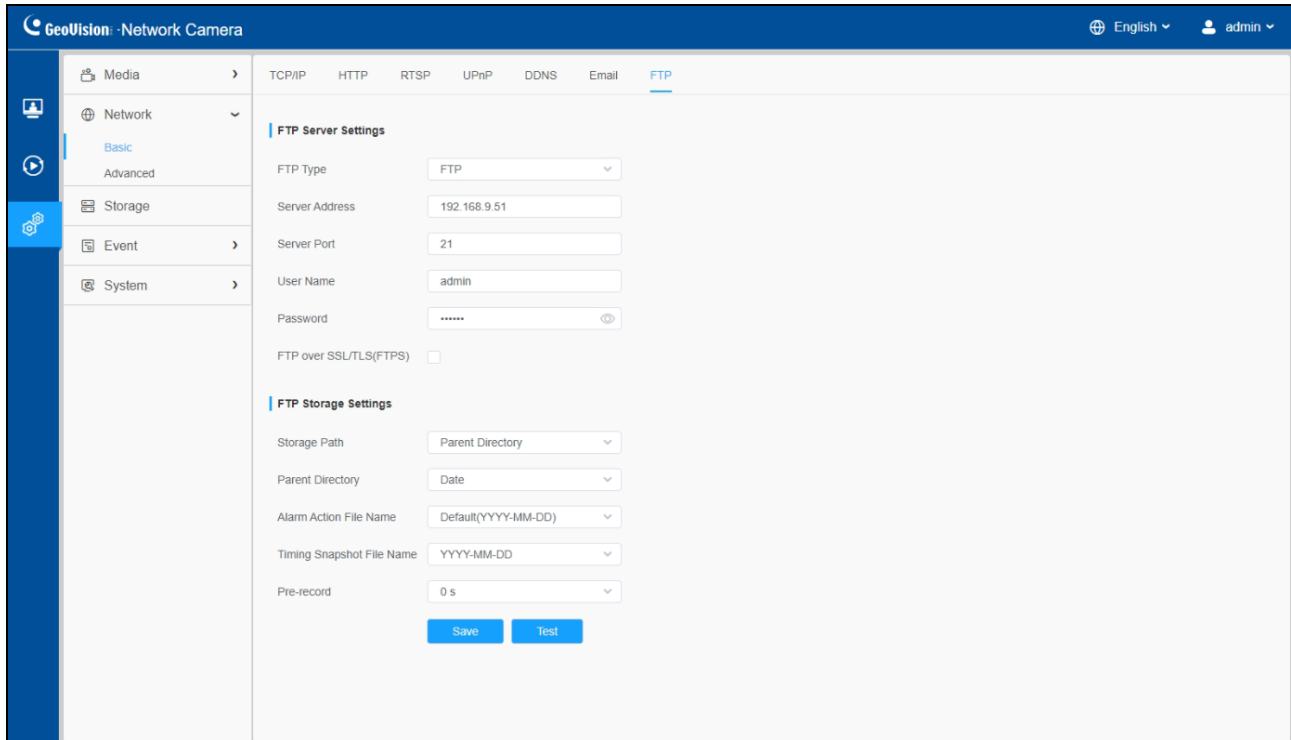 GeoVision Network Camera
English
admin
Media
Network
Basic
Advanced
Storage
Event
System
TCP/IP HTTP RTSP UPnP DDNS Email FTP
FTP Server Settings
FTP Type FTP
Server Address 192.168.9.51
Server Port 21
User Name admin
Password ••••••
FTP over SSL/TLS(FTPS)
FTP Storage Settings
Storage Path Parent Directory
Parent Directory Date
Alarm Action File Name Default(YYYY-MM-DD)
Timing Snapshot File Name YYYY-MM-DD
Pre-record 0 s
Save Test